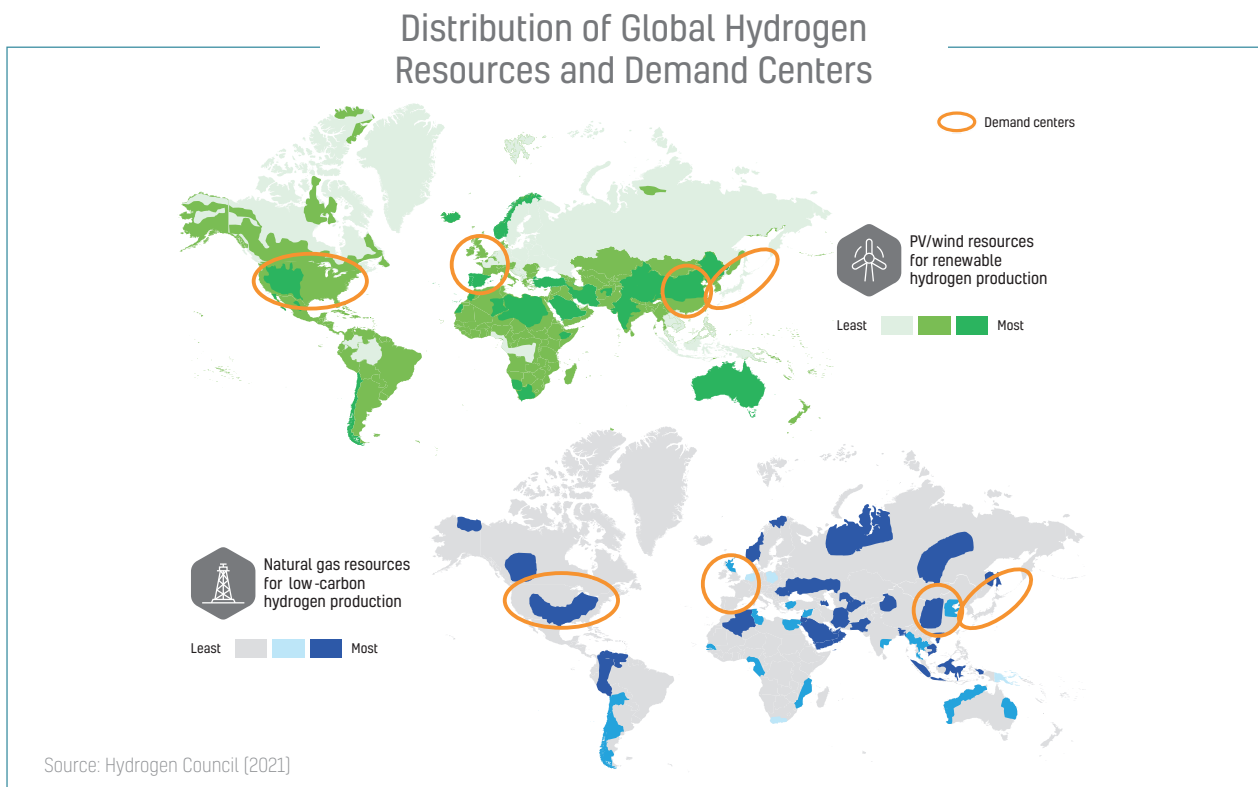 Distribution of Global Hydrogen
Resources and Demand Centers
Demand centers
PV/wind resources
for renewable
hydrogen production
Least
Most
Natural gas resources
for low-carbon
hydrogen production
Least
Most
Source: Hydrogen Council (2021)